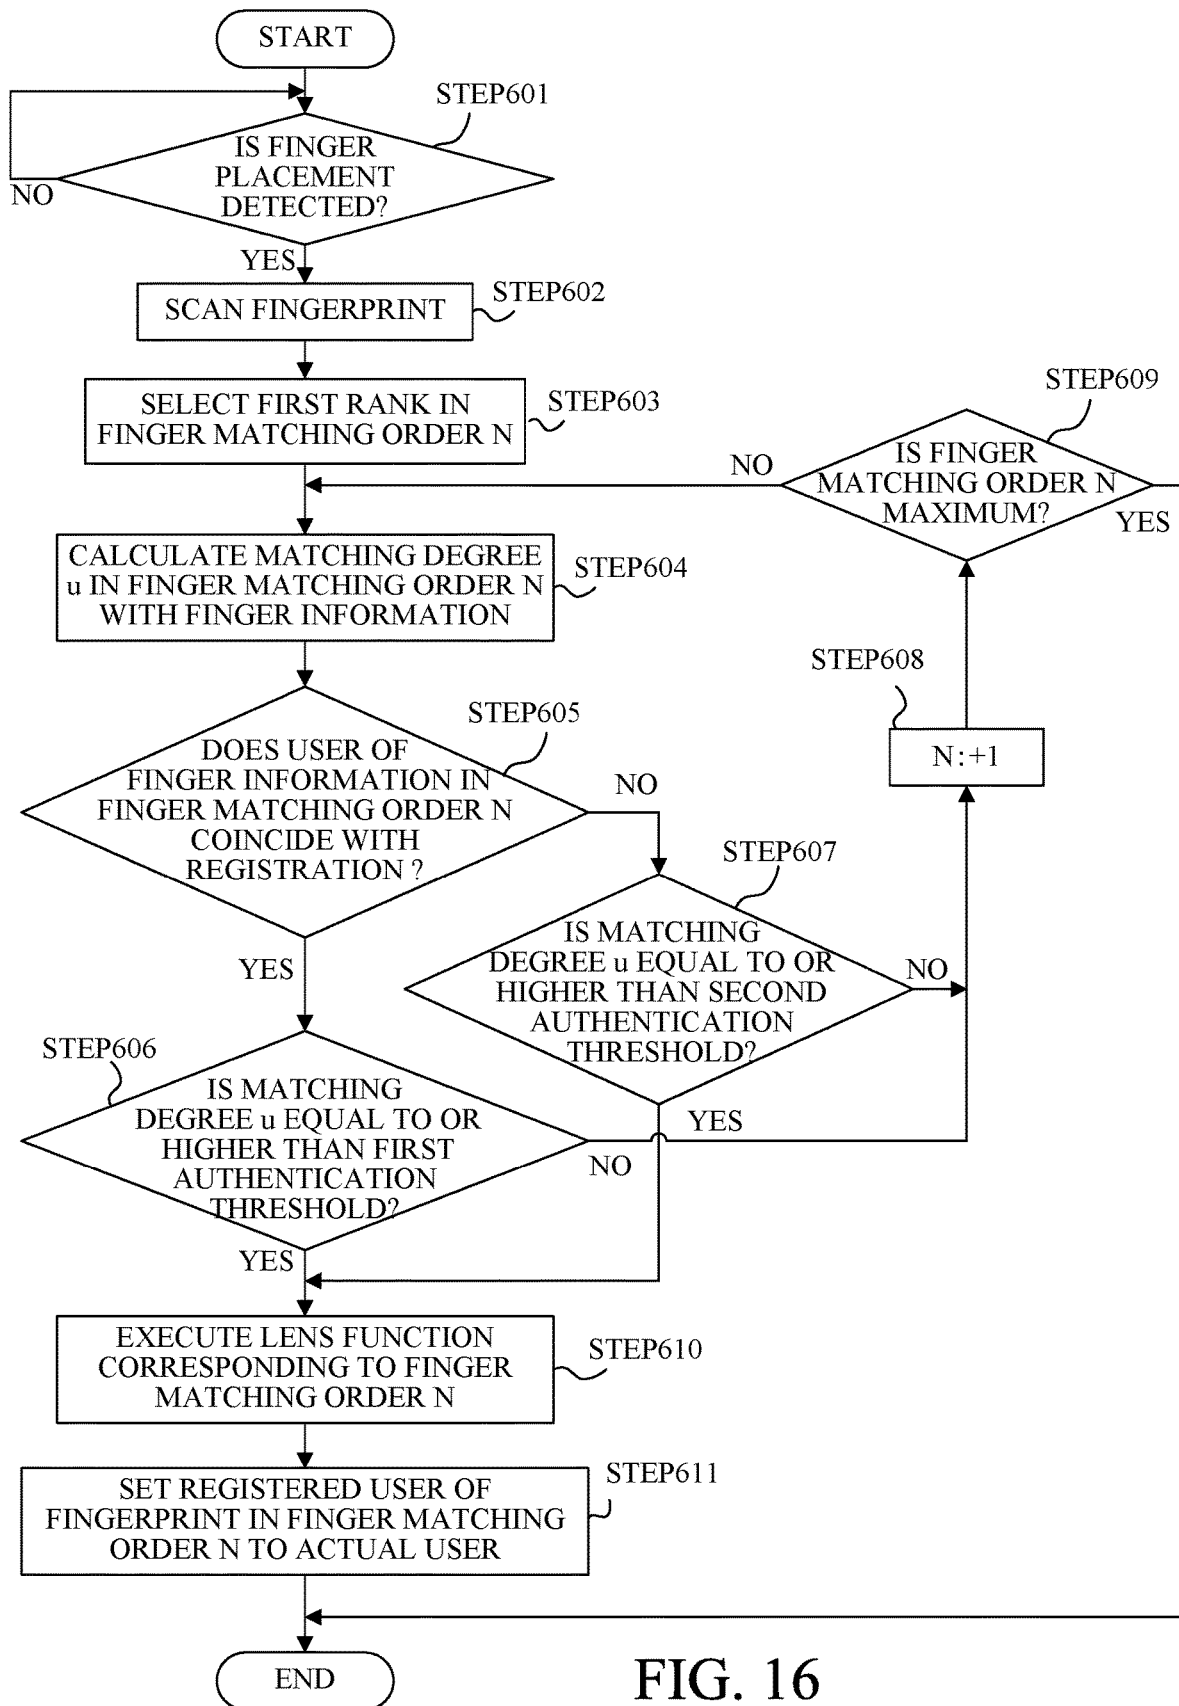 START
STEP601
IS FINGER
PLACEMENT
DETECTED?
NO
YES
SCAN FINGERPRINT
STEP602
SELECT FIRST RANK IN
FINGER MATCHING ORDER N
STEP603
STEP609
IS FINGER
MATCHING ORDER N
MAXIMUM?
NO
YES
CALCULATE MATCHING DEGREE
u IN FINGER MATCHING ORDER N
WITH FINGER INFORMATION
STEP604
STEP608
N:+1
STEP605
DOES USER OF
FINGER INFORMATION IN
FINGER MATCHING ORDER N
COINCIDE WITH
REGISTRATION ?
NO
YES
STEP607
IS MATCHING
DEGREE u EQUAL TO OR
HIGHER THAN SECOND
AUTHENTICATION
THRESHOLD?
NO
YES
STEP606
IS MATCHING
DEGREE u EQUAL TO OR
HIGHER THAN FIRST
AUTHENTICATION
THRESHOLD?
NO
YES
EXECUTE LENS FUNCTION
CORRESPONDING TO FINGER
MATCHING ORDER N
STEP610
SET REGISTERED USER OF
FINGERPRINT IN FINGER MATCHING
ORDER N TO ACTUAL USER
STEP611
END
FIG. 16